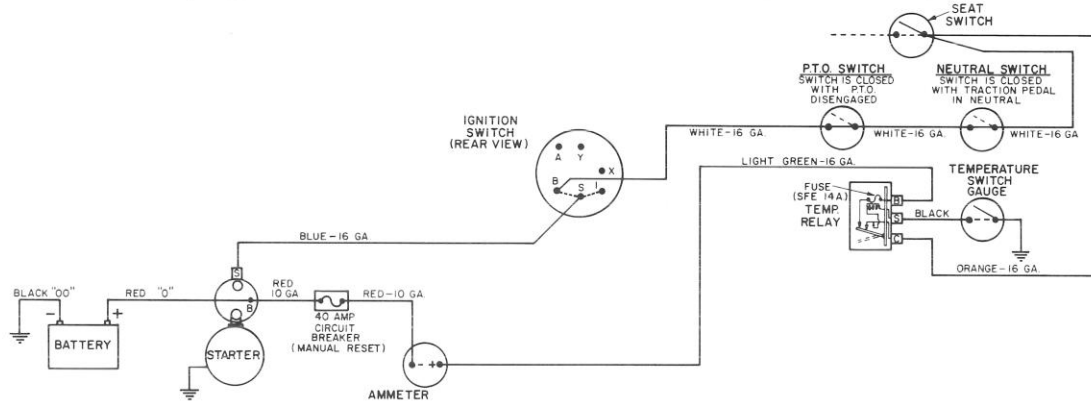 SEAT
SWITCH
P.T.O. SWITCH
SWITCH IS CLOSED
WITH P.T.O.
DISENGAGED
NEUTRAL SWITCH
SWITCH IS CLOSED
WITH TRACTION PEDAL
IN NEUTRAL
IGNITION
SWITCH
(REAR VIEW)
A Y
X
B S I
WHITE-16 GA.
WHITE-16 GA.
WHITE-16 GA
LIGHT GREEN-16 GA.
FUSE
(SFE 14A)
TEMP.
RELAY
B
S
C
BLACK
TEMPERATURE
SWITCH
GAUGE
ORANGE-16 GA.
BLUE-16 GA
S
B
BLACK "00"
RED "0"
RED
10 GA
RED-10 GA.
- +
BATTERY
STARTER
40 AMP
CIRCUIT
BREAKER
(MANUAL RESET)
- +
AMMETER